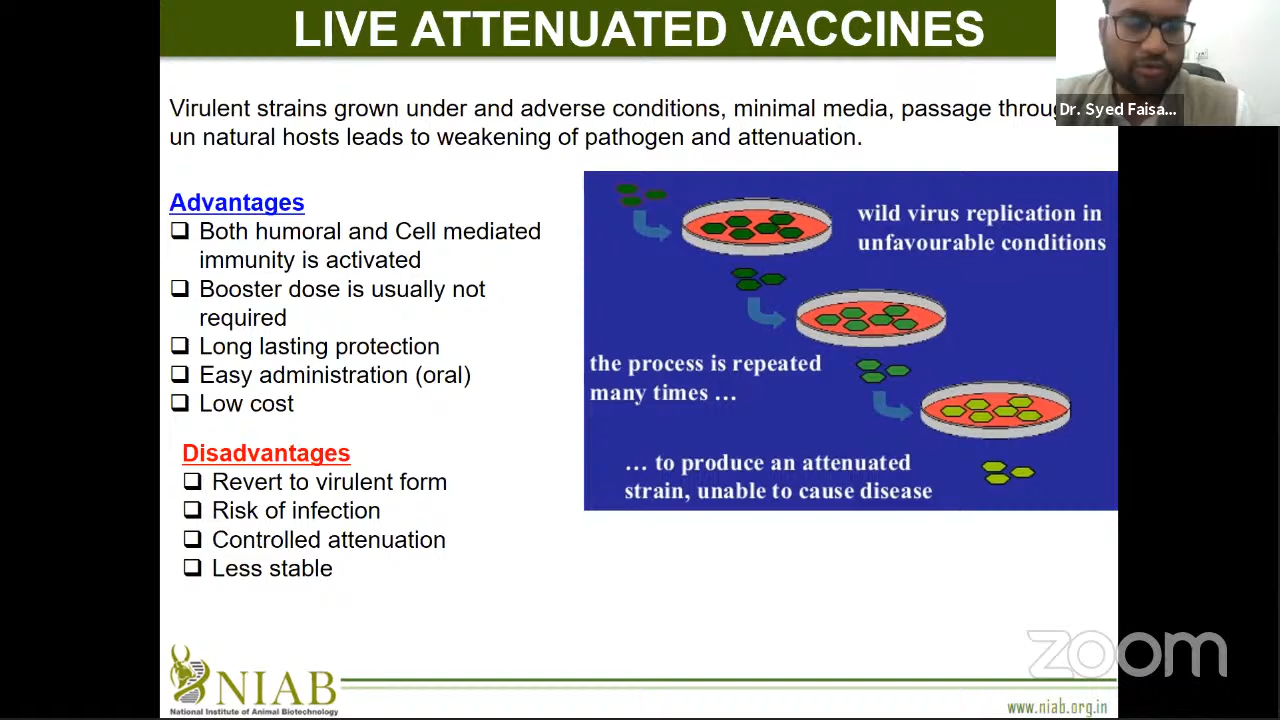 LIVE ATTENUATED VACCINES
Dr. Syed Faisa...
Virulent strains grown under and adverse conditions, minimal media, passage throu
un natural hosts leads to weakening of pathogen and attenuation.
Advantages
Both humoral and Cell mediated
immunity is activated
Booster dose is usually not
required
Long lasting protection
Easy administration (oral)
Low cost
Disadvantages
Revert to virulent form
Risk of infection
Controlled attenuation
Less stable
wild virus replication in
unfavourable conditions
the process is repeated
many times ...
... to produce an attenuated
strain, unable to cause disease
NIAB
National Institute of Animal Biotechnology
zoom
www.niab.org.in